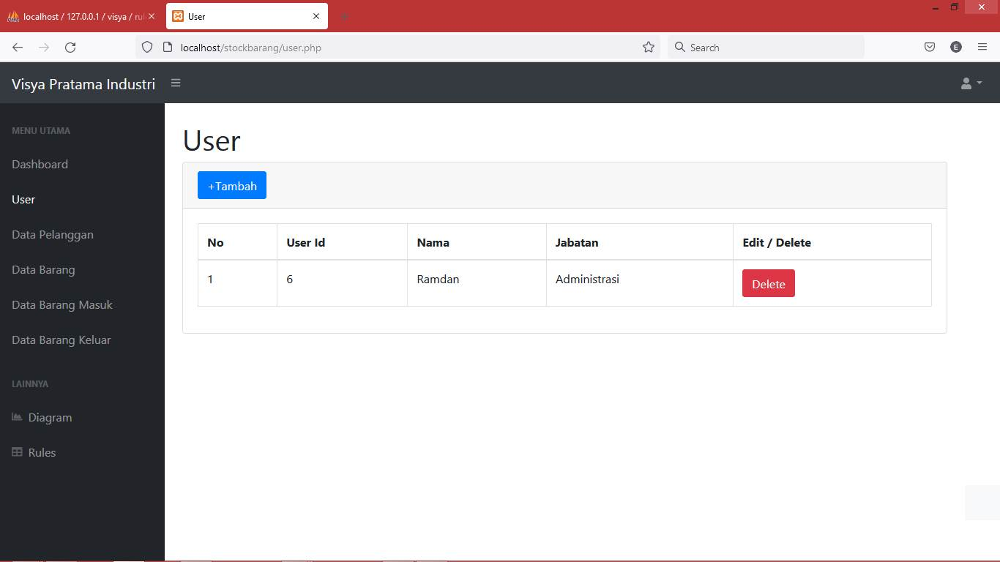 localhost / 127.0.0.1 / visya / rul
User
localhost/stockbarang/user.php
Search
E
Visya Pratama Industri
MENU UTAMA
Dashboard
User
Data Pelanggan
Data Barang
Data Barang Masuk
Data Barang Keluar
LAINNYA
Diagram
Rules
User
+Tambah
No User Id Nama Jabatan Edit / Delete
1 6 Ramdan Administrasi Delete